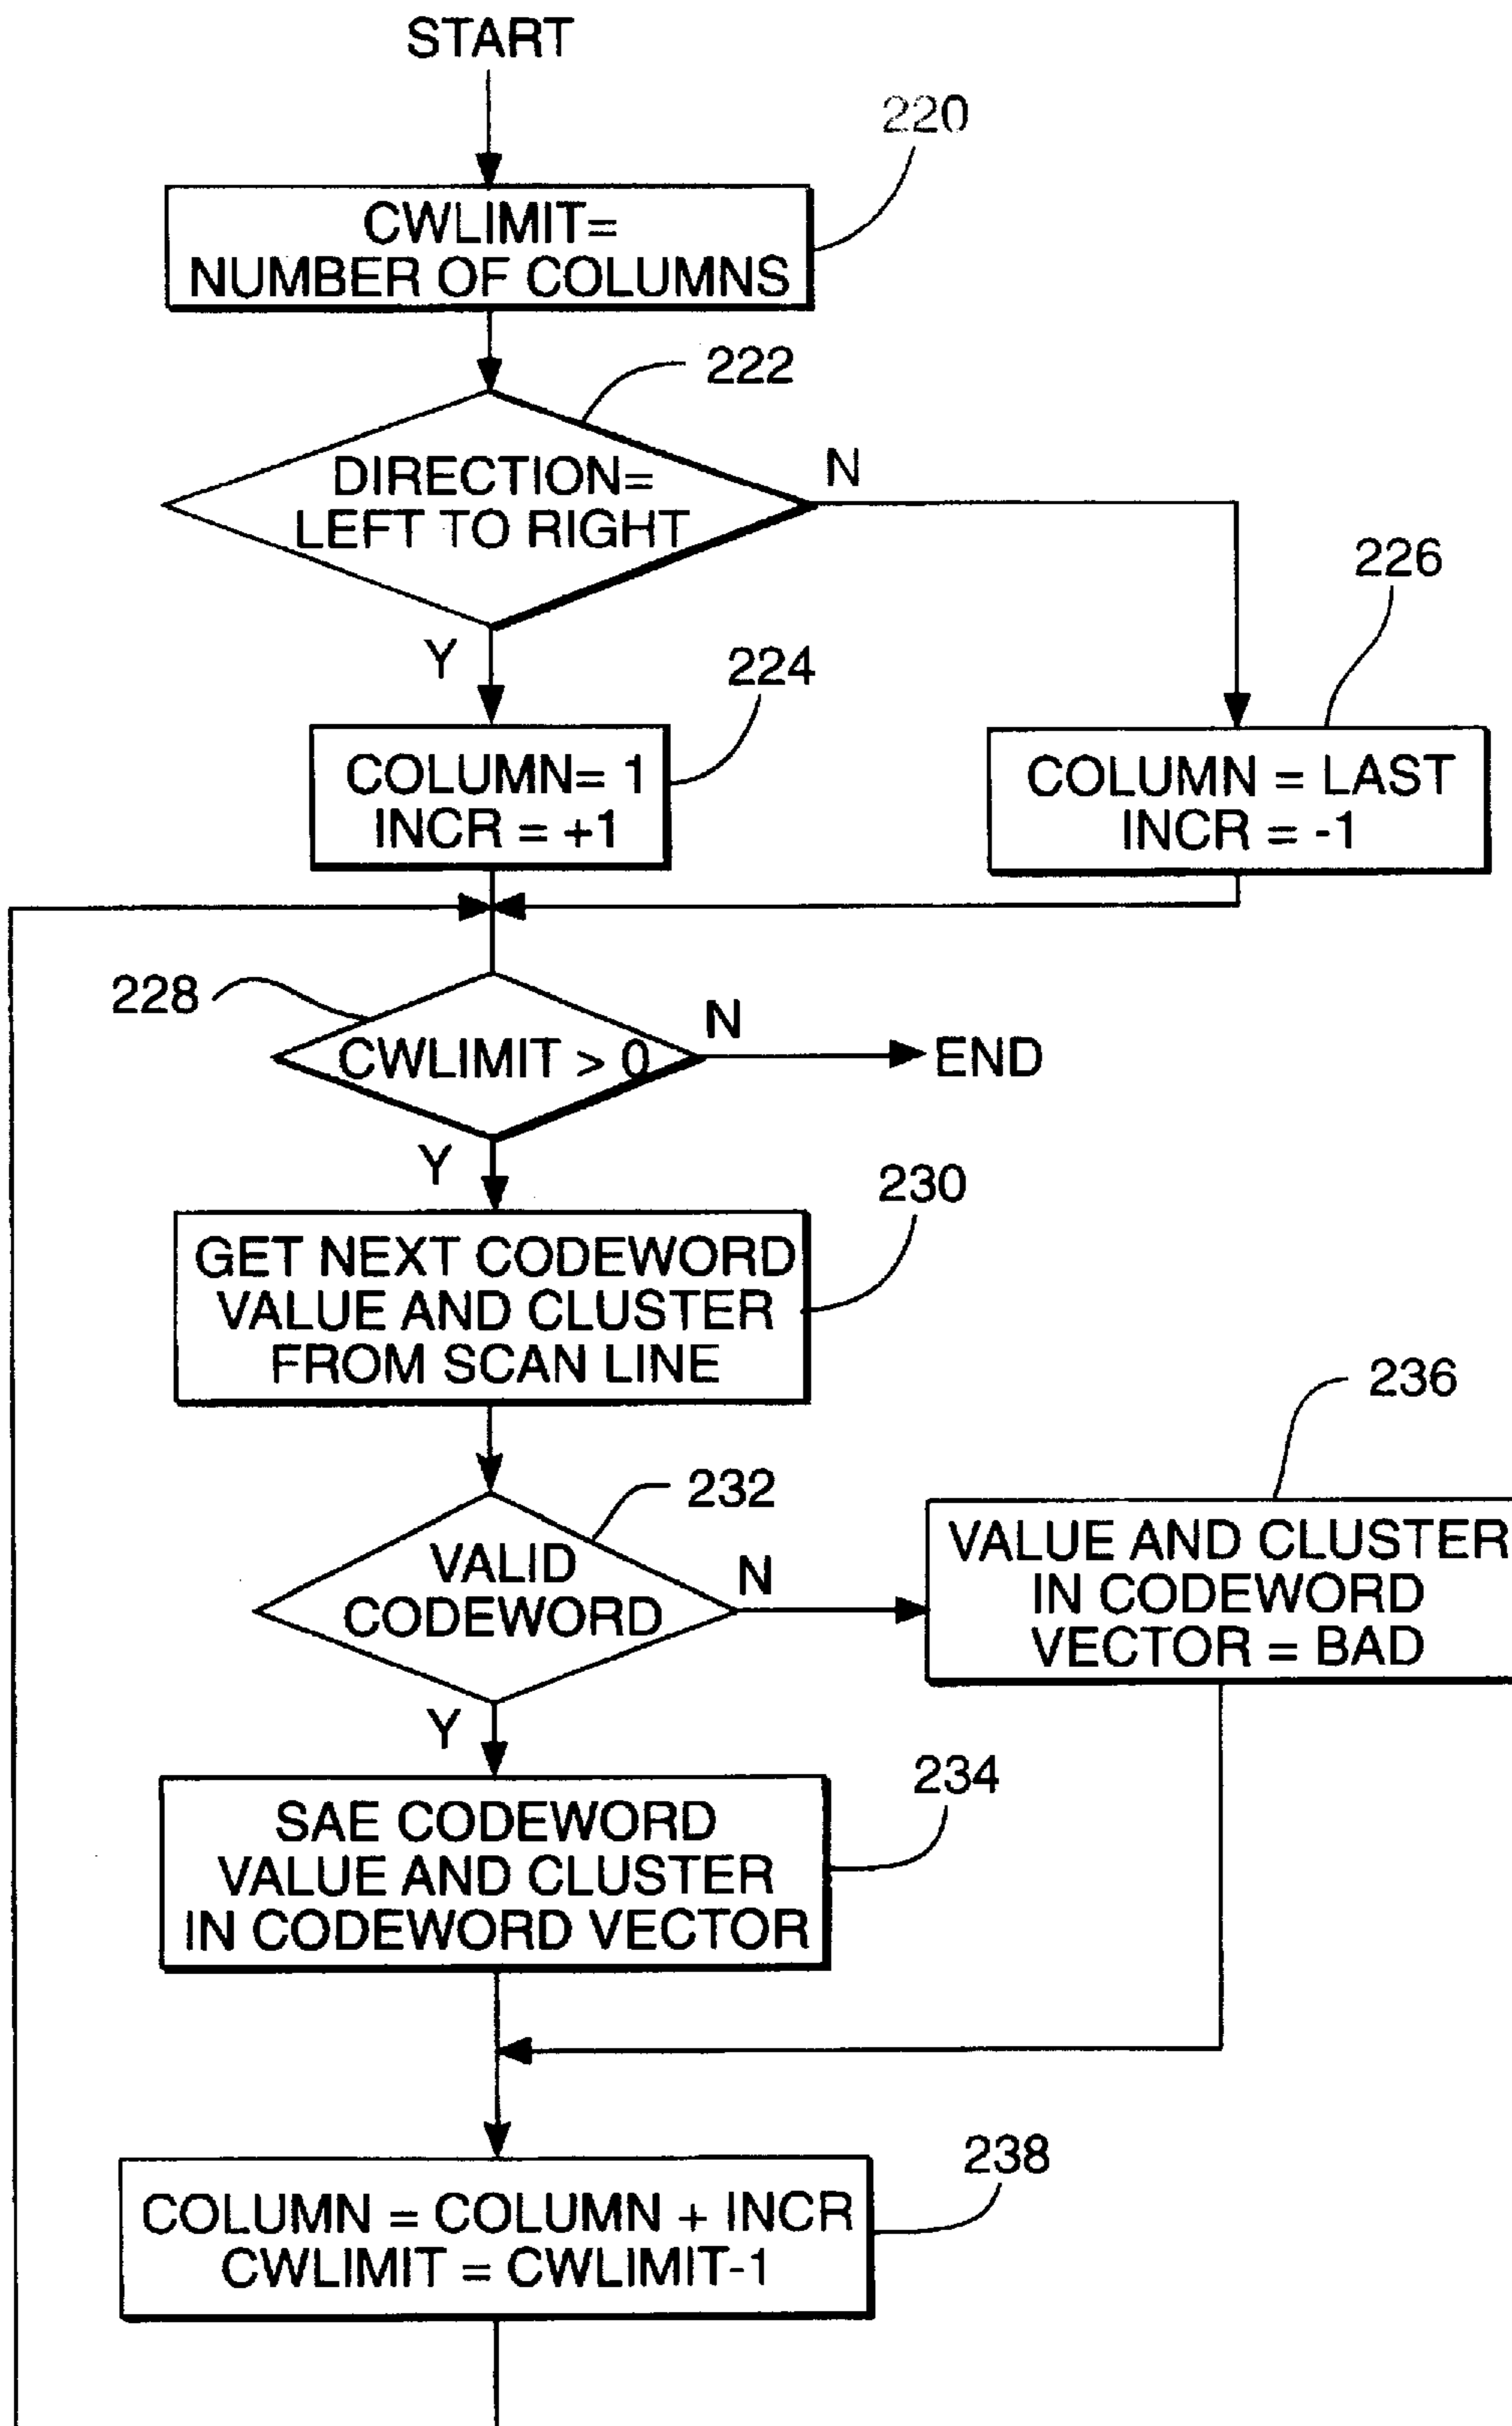 START
220
CWLIMIT=
NUMBER OF COLUMNS
222
DIRECTION=
LEFT TO RIGHT
N
226
Y
224
COLUMN= 1
INCR = +1
COLUMN = LAST
INCR = -1
228
CWLIMIT > 0
N
END
Y
230
GET NEXT CODEWORD
VALUE AND CLUSTER
FROM SCAN LINE
236
232
VALID
CODEWORD
N
VALUE AND CLUSTER
IN CODEWORD
VECTOR = BAD
Y
234
SAE CODEWORD
VALUE AND CLUSTER
IN CODEWORD VECTOR
238
COLUMN = COLUMN + INCR
CWLIMIT = CWLIMIT-1